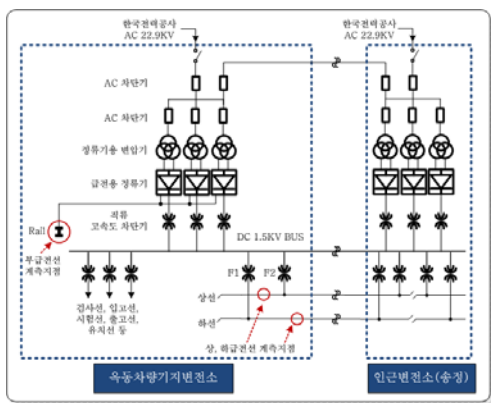 한국전력공사
AC 22.9KV
한국전력공사
AC 22.9KV
AC 차단기
AC 차단기
정류기용 변압기
급전용 정류기
직류
고속도 차단기
Rail
부급전선
계측지점
DC 1.5KV BUS
F1
F2
검사선, 입고선,
시험선, 출고선,
유치선 등
상선
하선
상, 하급전선 계측지점
옥동차량기지변전소
인근변전소(송정)